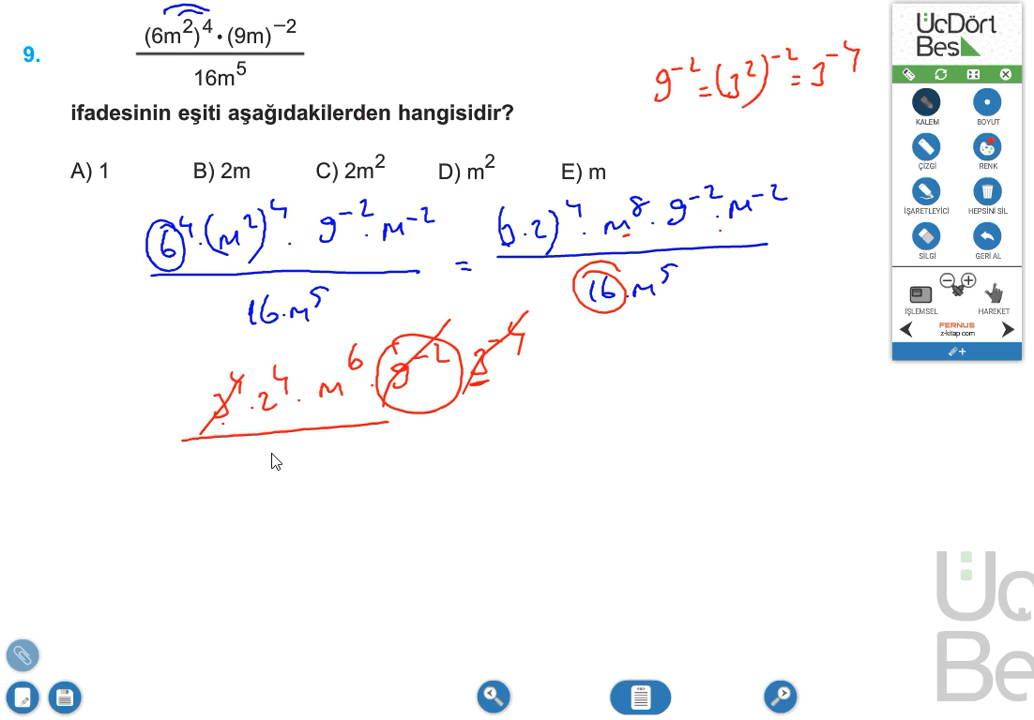 9.
(6m²)⁴ · (9m)⁻²
16m⁵
ifadesinin eşiti aşağıdakilerden hangisidir?
A) 1 B) 2m C) 2m² D) m² E) m
9⁻² = (3²)⁻² = 3⁻⁴
6⁴ · (m²)⁴ · 9⁻² · m⁻²
16 · m⁵
=
(3 · 2)⁴ · m⁸ · 9⁻² · m⁻²
16 · m⁵
3⁴ · 2⁴ · m⁶ · 9⁻² 3⁻⁴
ÜçDört
Beş
KALEM BOYUT
ÇİZGİ RENK
İŞARETLEYİCİ HEPSİNİ SİL
SİLGİ GERİ AL
İŞLEMSEL HAREKET
FERNUS
z-kitap.com